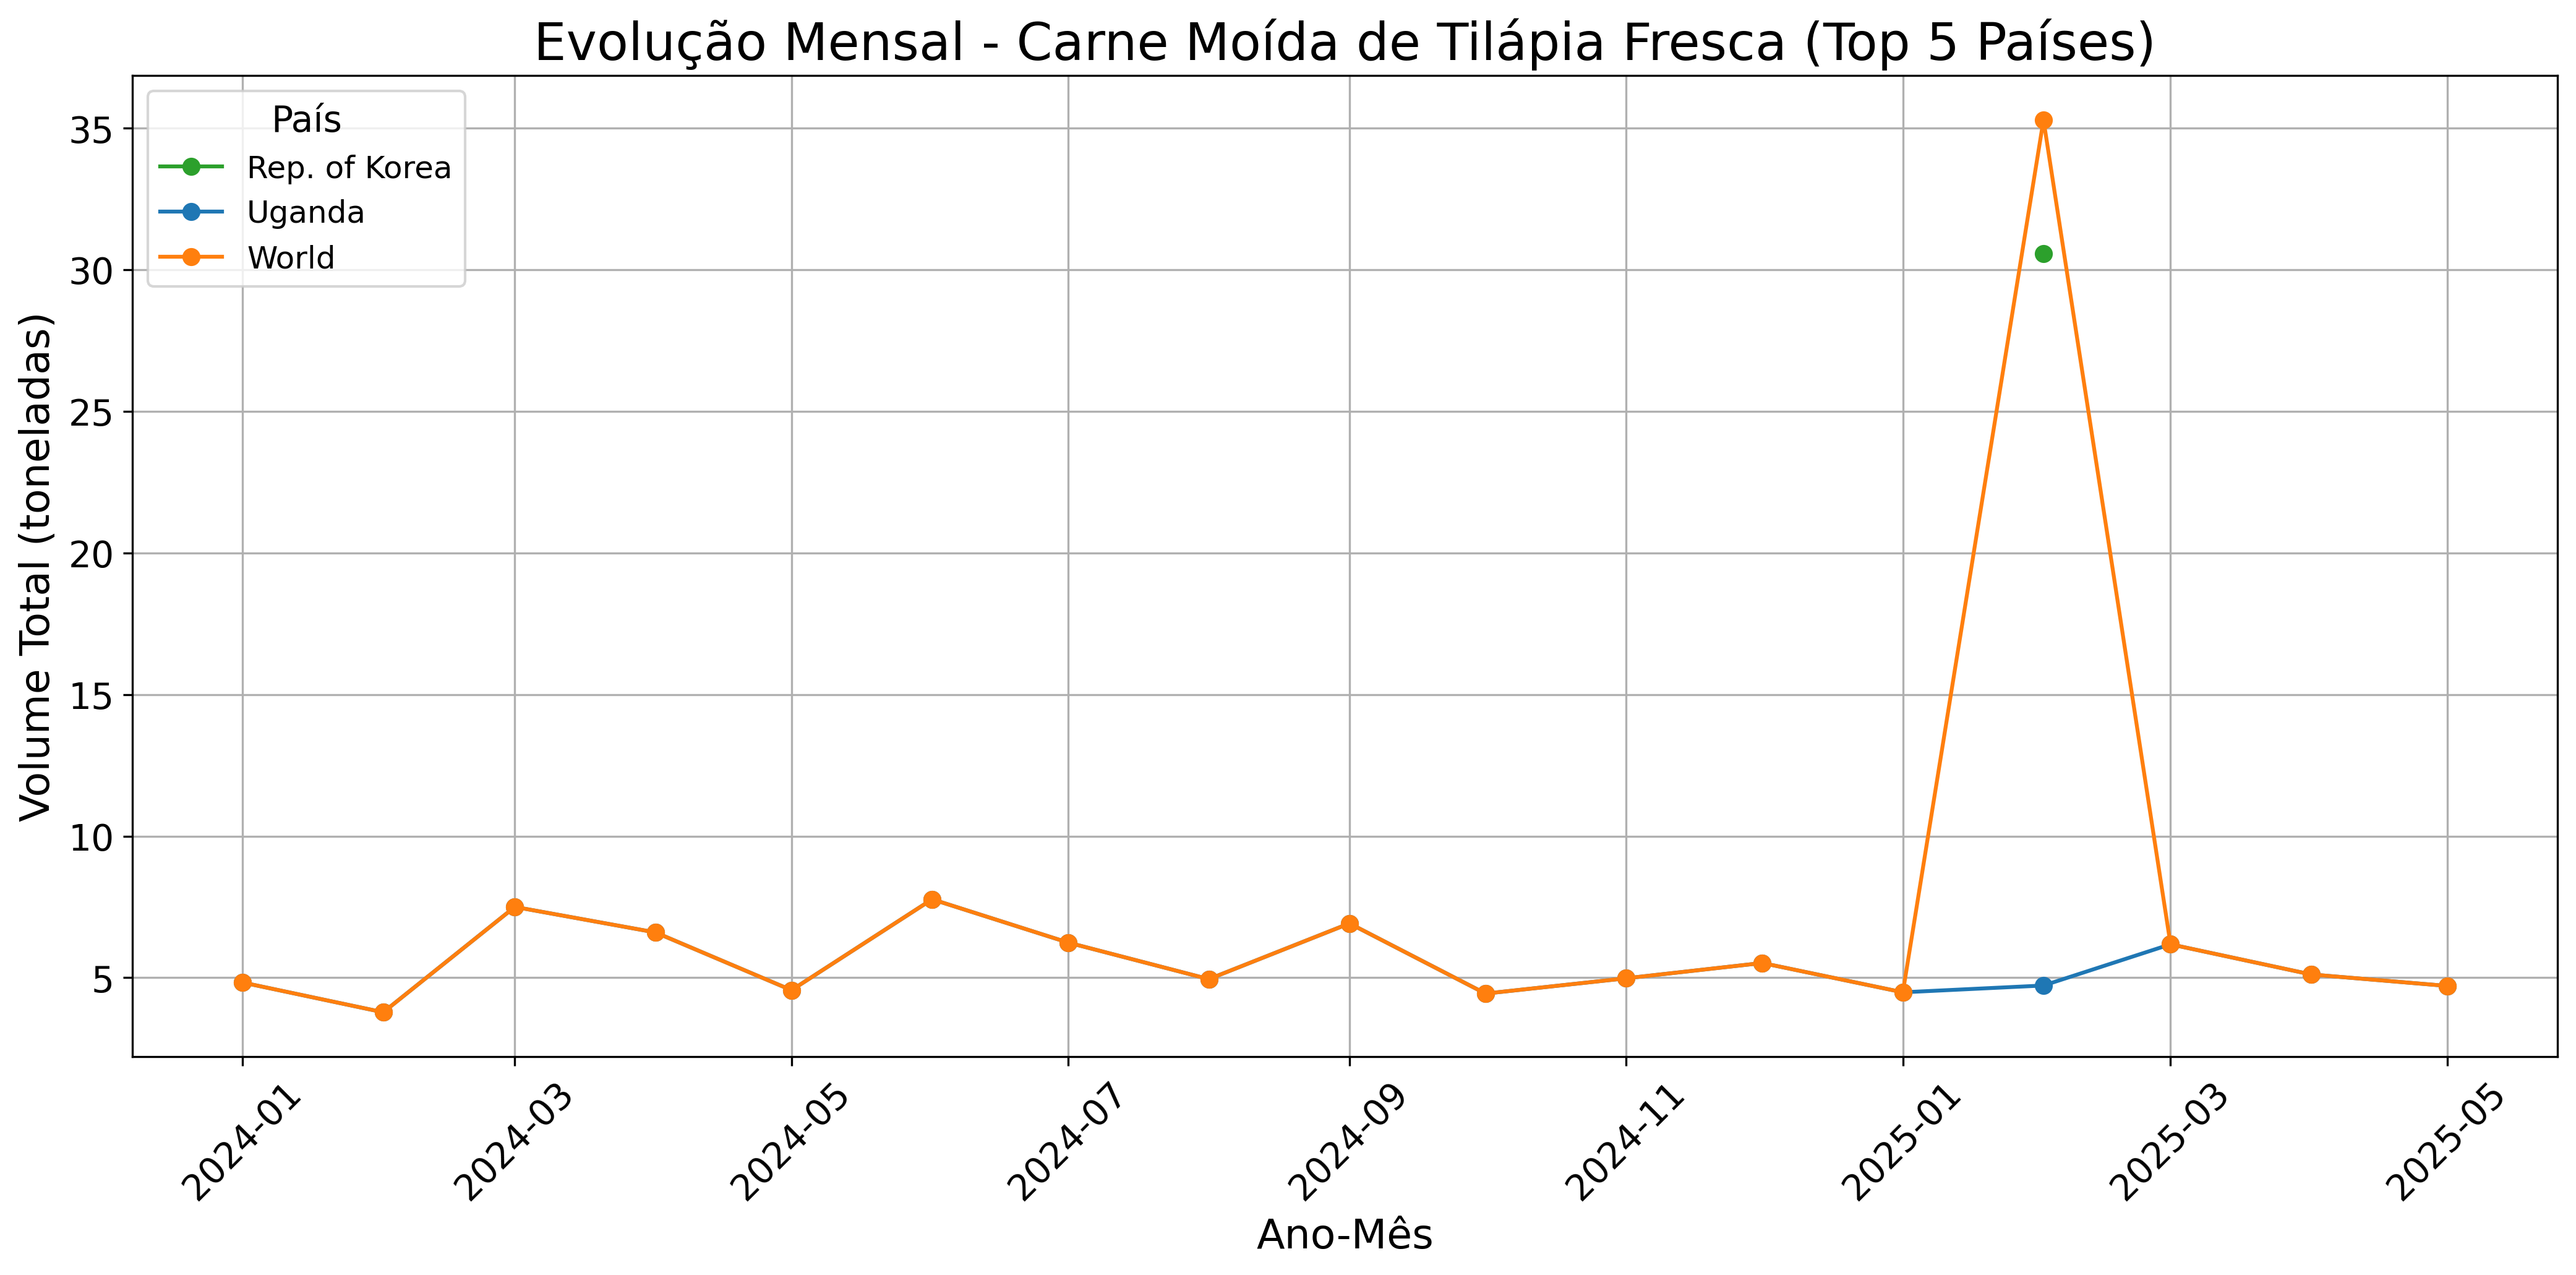 Evolução Mensal - Carne Moída de Tilápia Fresca (Top 5 Países)
País
Rep. of Korea
Uganda
World
Volume Total (toneladas)
35
30
25
20
15
10
5
2024-01
2024-03
2024-05
2024-07
2024-09
2024-11
2025-01
2025-03
2025-05
Ano-Mês